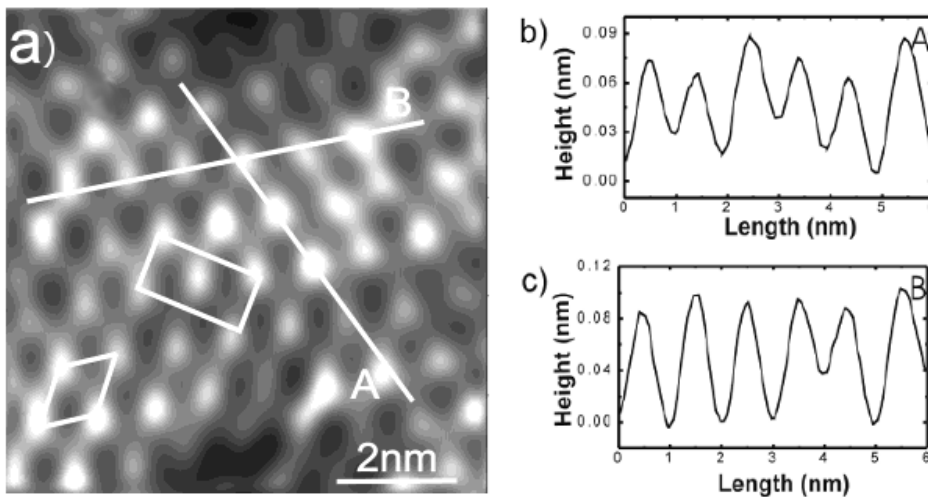 a)
B
A
2nm
b)
A
Height (nm)
0.09
0.06
0.03
0.00
0 1 2 3 4 5
Length (nm)
c)
B
Height (nm)
0.12
0.08
0.04
0.00
0 1 2 3 4 5 6
Length (nm)